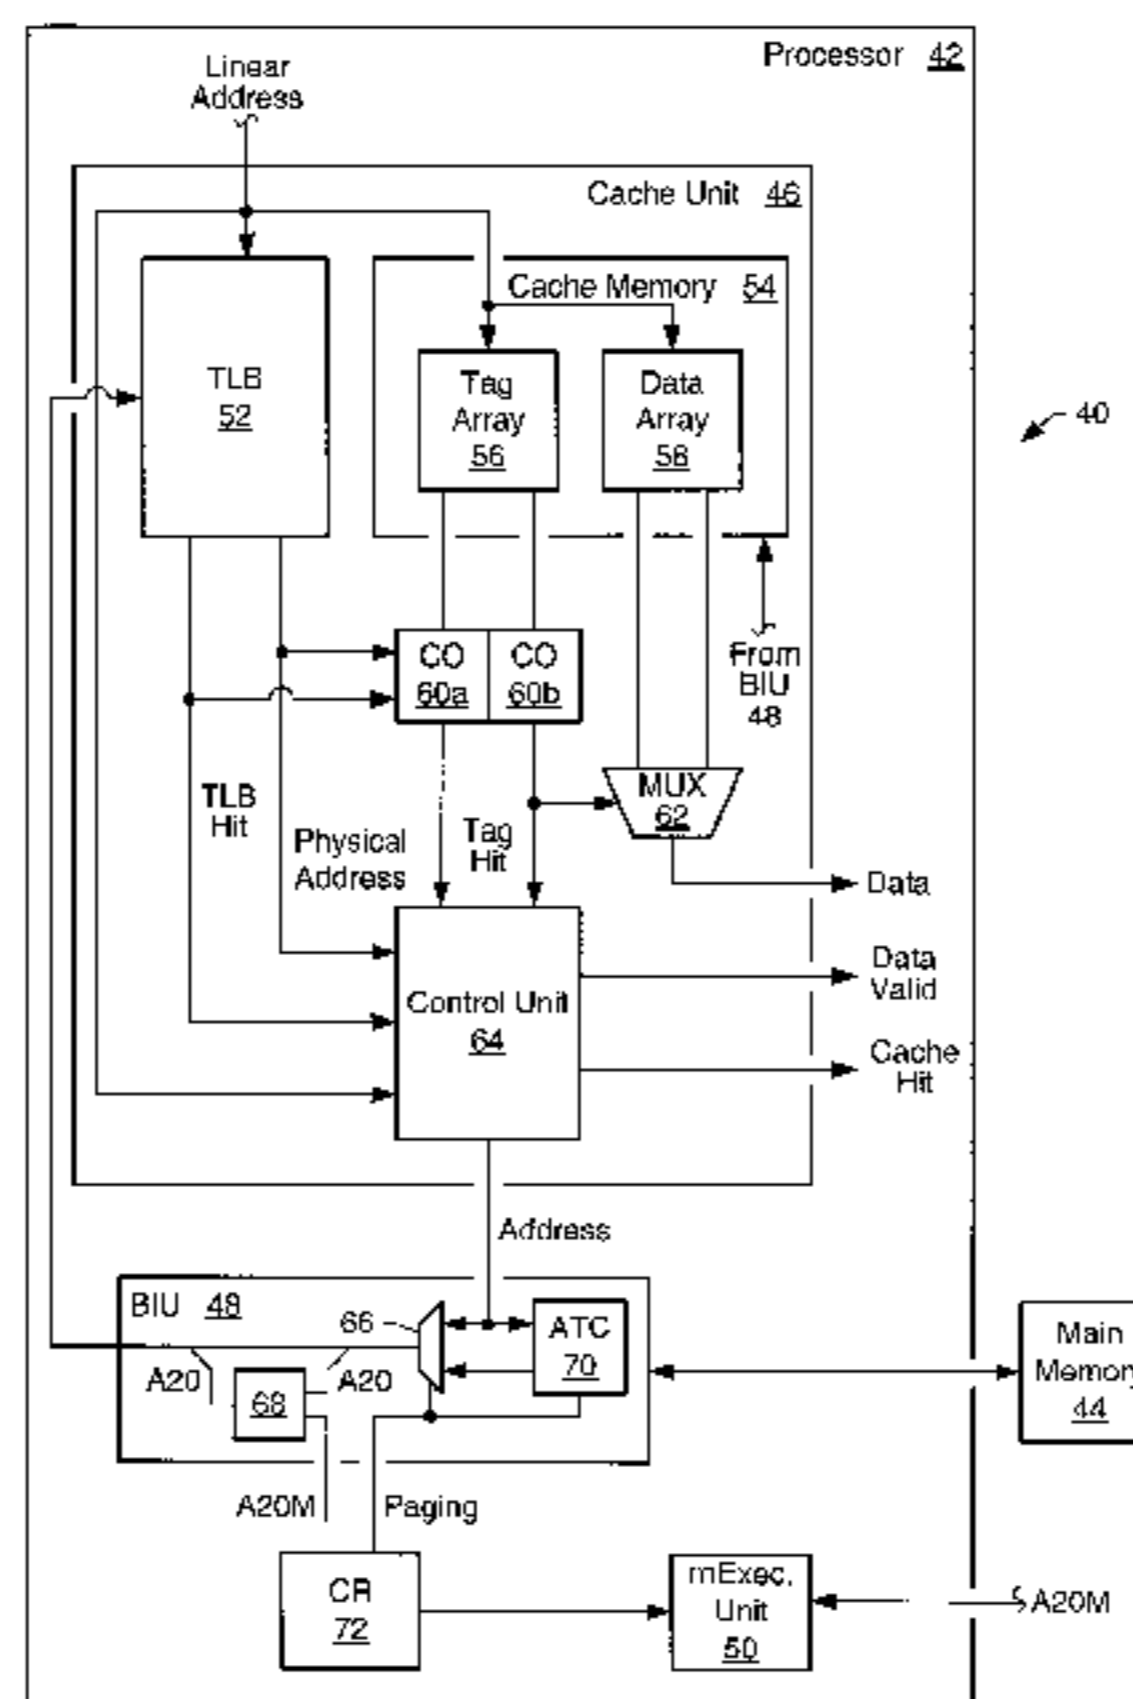 Processor 42
Linear
Address
Cache Unit 46
Cache Memory 54
TLB
52
Tag
Array
56
Data
Array
58
40
CO
60a
CO
60b
From
BIU
48
TLB
Hit
Physical
Address
Tag
Hit
MUX
62
Data
Data
Valid
Control Unit
64
Cache
Hit
Address
BIU 48
66
ATC
70
A20
68
A20
Main
Memory
44
A20M
Paging
CR
72
mExec.
Unit
50
A20M